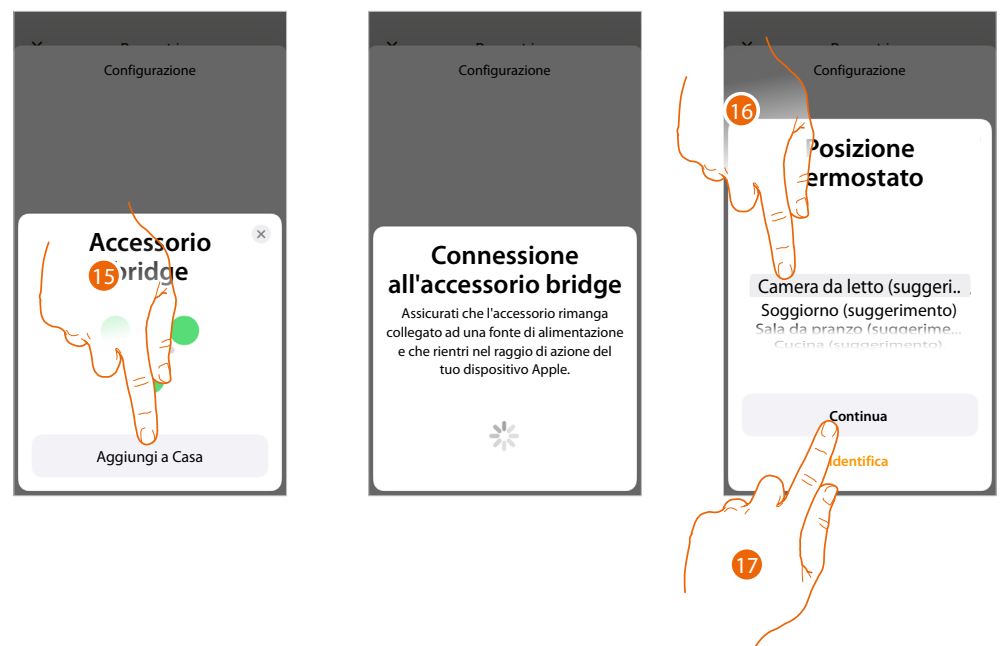 Configurazione
Accessorio
bridge
15
Aggiungi a Casa
Configurazione
Connessione
all'accessorio bridge
Assicurati che l'accessorio rimanga
collegato ad una fonte di alimentazione
e che rientri nel raggio di azione del
tuo dispositivo Apple.
Configurazione
16
Posizione
ermostato
Camera da letto (suggeri..
Soggiorno (suggerimento)
Sala da pranzo (suggerime...
Cucina (suggerimento)
Continua
Identifica
17